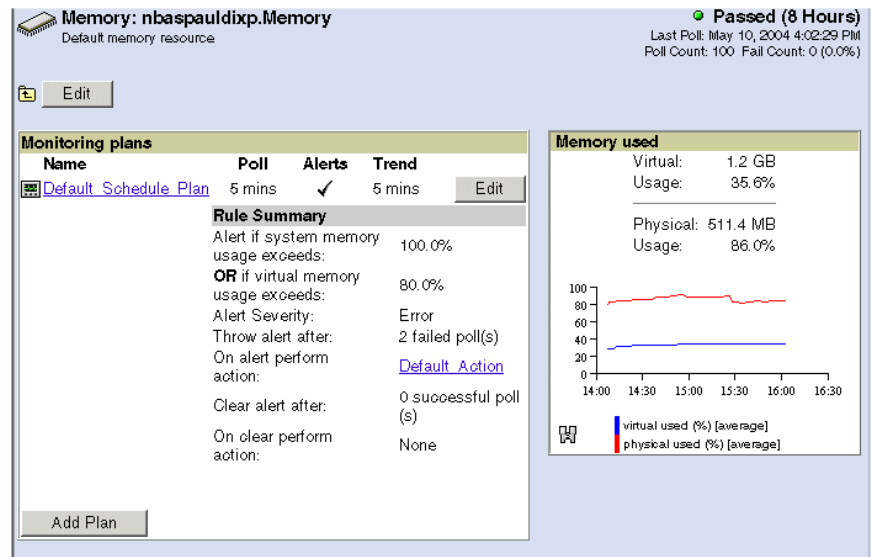 Memory: nbaspauldixp.Memory
Default memory resource
Passed (8 Hours)
Last Poll: May 10, 2004 4:02:29 PM
Poll Count: 100 Fail Count: 0 (0.0%)
Edit
Monitoring plans
Name Poll Alerts Trend
Default Schedule Plan 5 mins ✓ 5 mins Edit
Rule Summary
Alert if system memory
usage exceeds: 100.0%
OR if virtual memory
usage exceeds: 80.0%
Alert Severity: Error
Throw alert after: 2 failed poll(s)
On alert perform
action: Default Action
Clear alert after: 0 successful poll
(s)
On clear perform
action: None
Add Plan
Memory used
Virtual: 1.2 GB
Usage: 35.6%
Physical: 511.4 MB
Usage: 86.0%
100
80
60
40
20
0
14:00 14:30 15:00 15:30 16:00 16:30
virtual used (%) [average]
physical used (%) [average]